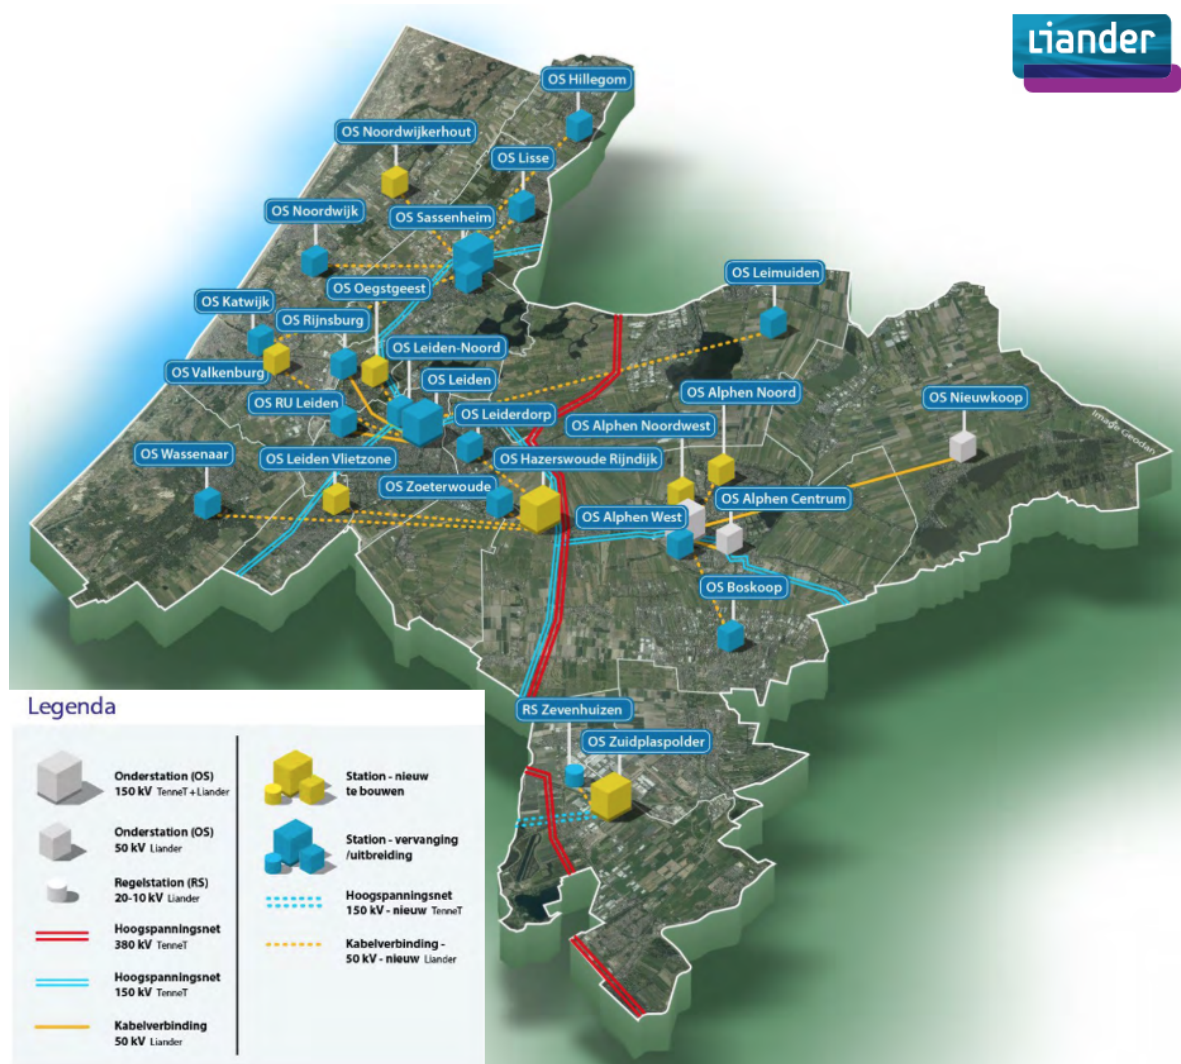 Liander
OS Hillegom
OS Noordwijkerhout
OS Lisse
OS Noordwijk
OS Sassenheim
OS Leimuiden
OS Oegstgeest
OS Katwijk
OS Rijnsburg
OS Leiden-Noord
OS Valkenburg
OS Leiden
OS Alphen Noord
OS Nieuwkoop
OS RU Leiden
OS Leiderdorp
OS Alphen Noordwest
Image Geodan
OS Wassenaar
OS Leiden Vlietzone
OS Hazerswoude Rijndijk
OS Zoeterwoude
OS Alphen Centrum
OS Alphen West
OS Boskoop
RS Zevenhuizen
OS Zuidplaspolder
Legenda
Onderstation (OS)
150 kV TenneT + Liander
Onderstation (OS)
50 kV Liander
Regelstation (RS)
20-10 kV Liander
Hoogspanningsnet
380 kV TenneT
Hoogspanningsnet
150 kV TenneT
Kabelverbinding
50 kV Liander
Station - nieuw
te bouwen
Station - vervanging
/uitbreiding
Hoogspanningsnet
150 kV - nieuw TenneT
Kabelverbinding -
50 kV - nieuw Liander